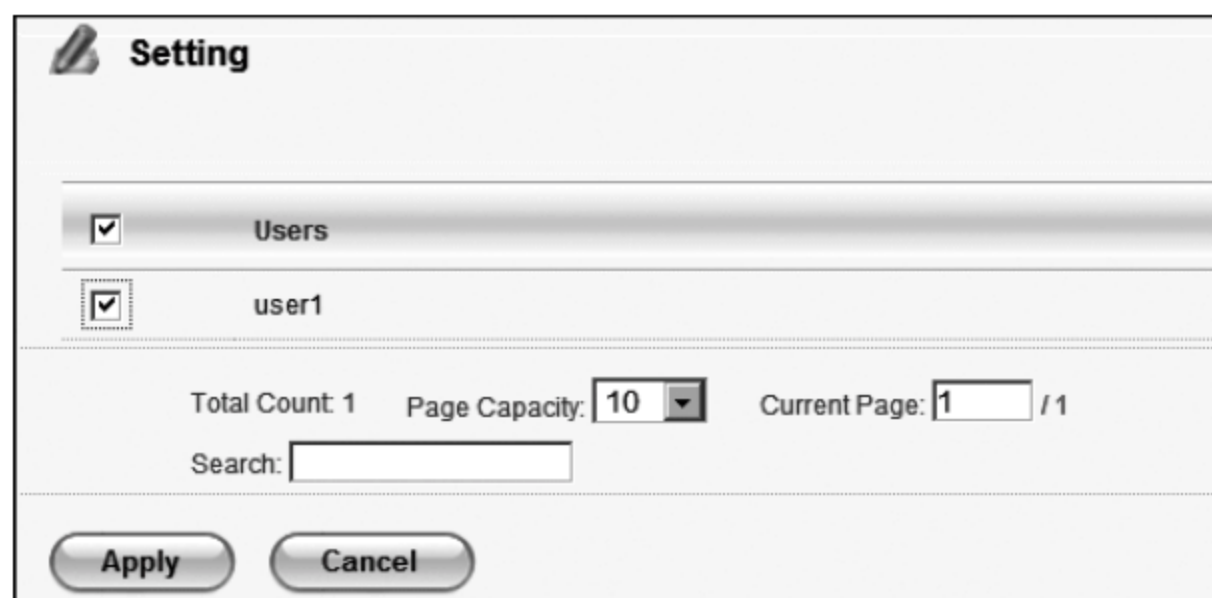 Setting
Users
user1
Total Count: 1 Page Capacity: 10 Current Page: 1 / 1
Search:
Apply Cancel